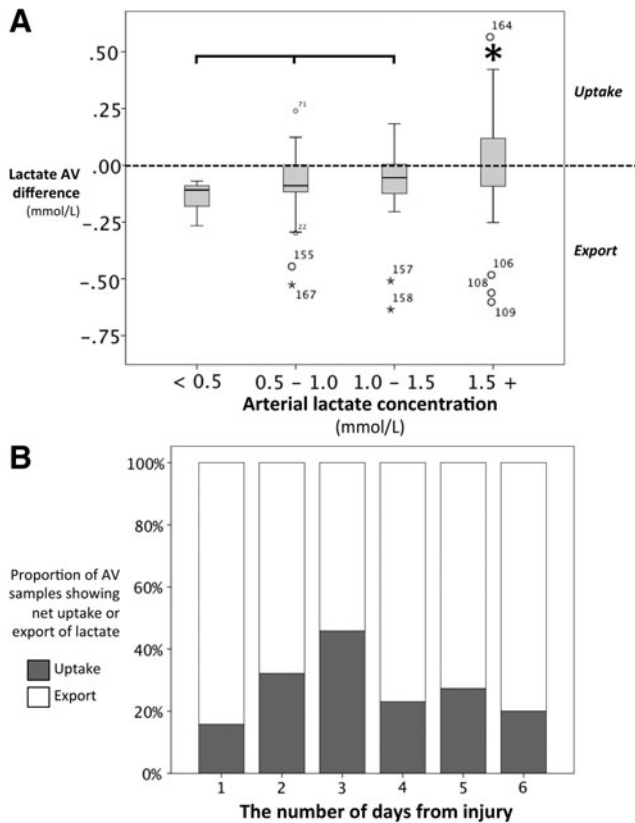 A
.50
.25
.00
-.25
-.50
-.75
Lactate AV
difference
(mmol/L)
164
*
71
22
155
167
157
158
106
108
109
Uptake
Export
< 0.5
0.5 – 1.0
1.0 – 1.5
1.5 +
Arterial lactate concentration
(mmol/L)
B
100%
80%
60%
40%
20%
0%
Proportion of AV
samples showing
net uptake or
export of lactate
Uptake
Export
1
2
3
4
5
6
The number of days from injury